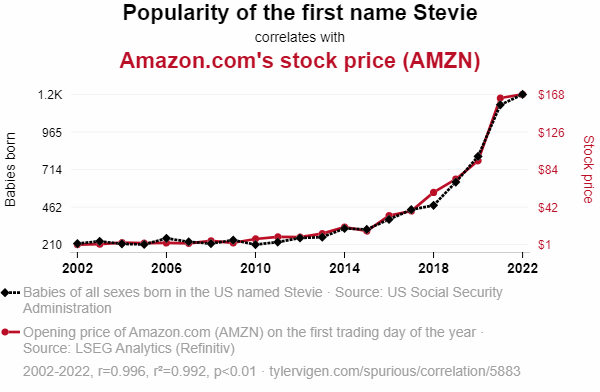 Popularity of the first name Stevie
correlates with
Amazon.com's stock price (AMZN)
1.2K
965
714
462
210
Babies born
$168
$126
$84
$42
$1
Stock price
2002
2006
2010
2014
2018
2022
Babies of all sexes born in the US named Stevie · Source: US Social Security
Administration
Opening price of Amazon.com (AMZN) on the first trading day of the year ·
Source: LSEG Analytics (Refinitiv)
2002-2022, r=0.996, r²=0.992, p<0.01 · tylervigen.com/spurious/correlation/5883